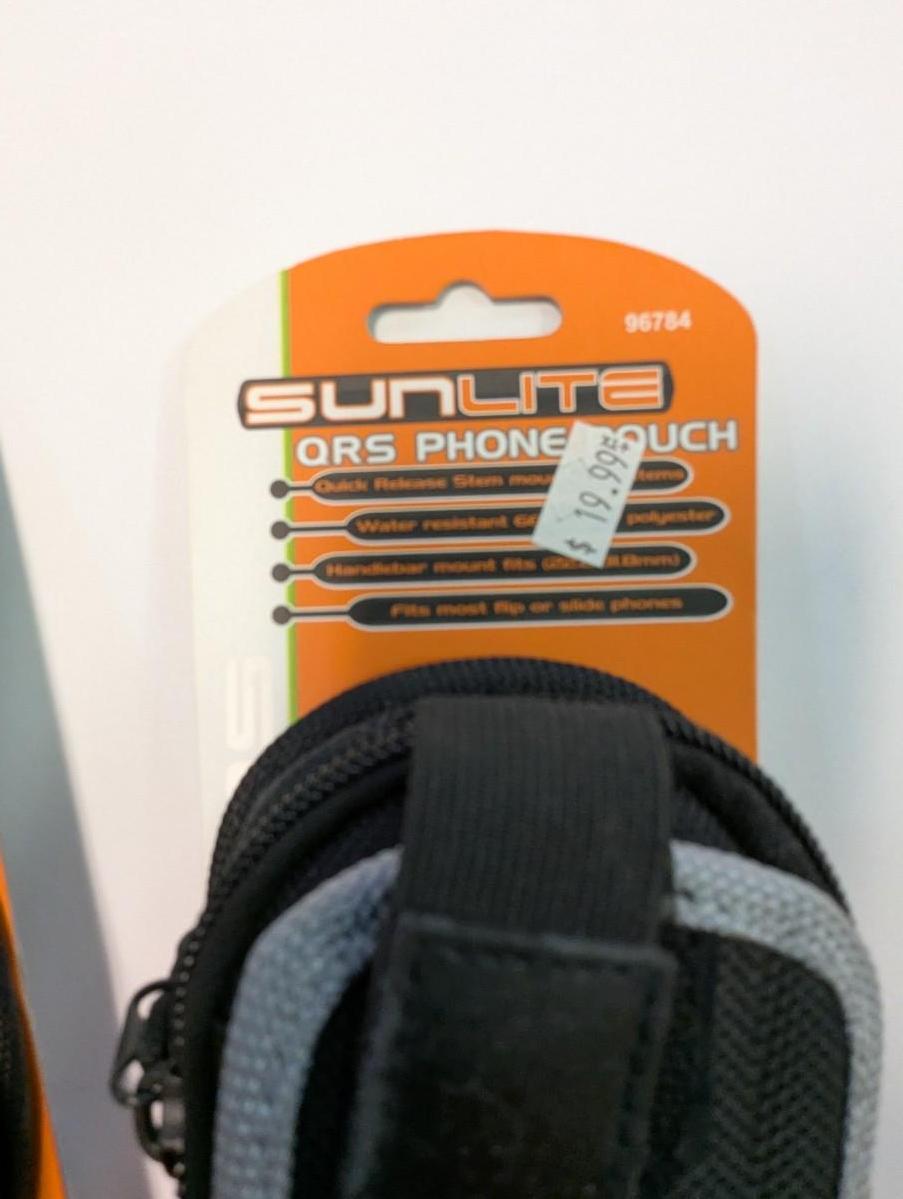 96784
SUNLITE
QRS PHONE POUCH
Quick Release Stem
Water resistant polyester
Handlebar mount fits
Fits most flip or slide phones
$ 19.99